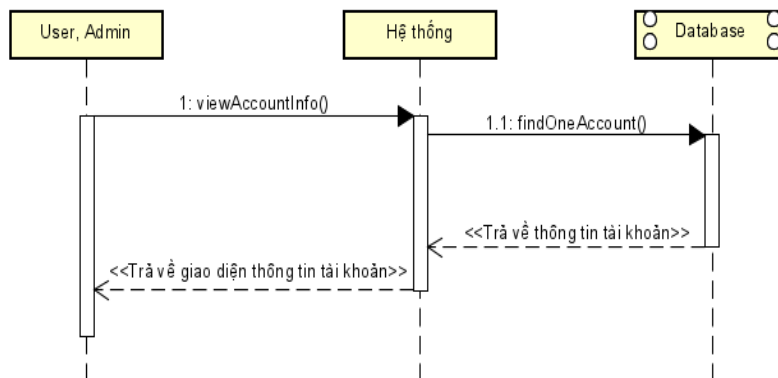 User, Admin
Hệ thống
Database
1: viewAccountInfo()
1.1: findOneAccount()
<<Trả về thông tin tài khoản>>
<<Trả về giao diện thông tin tài khoản>>